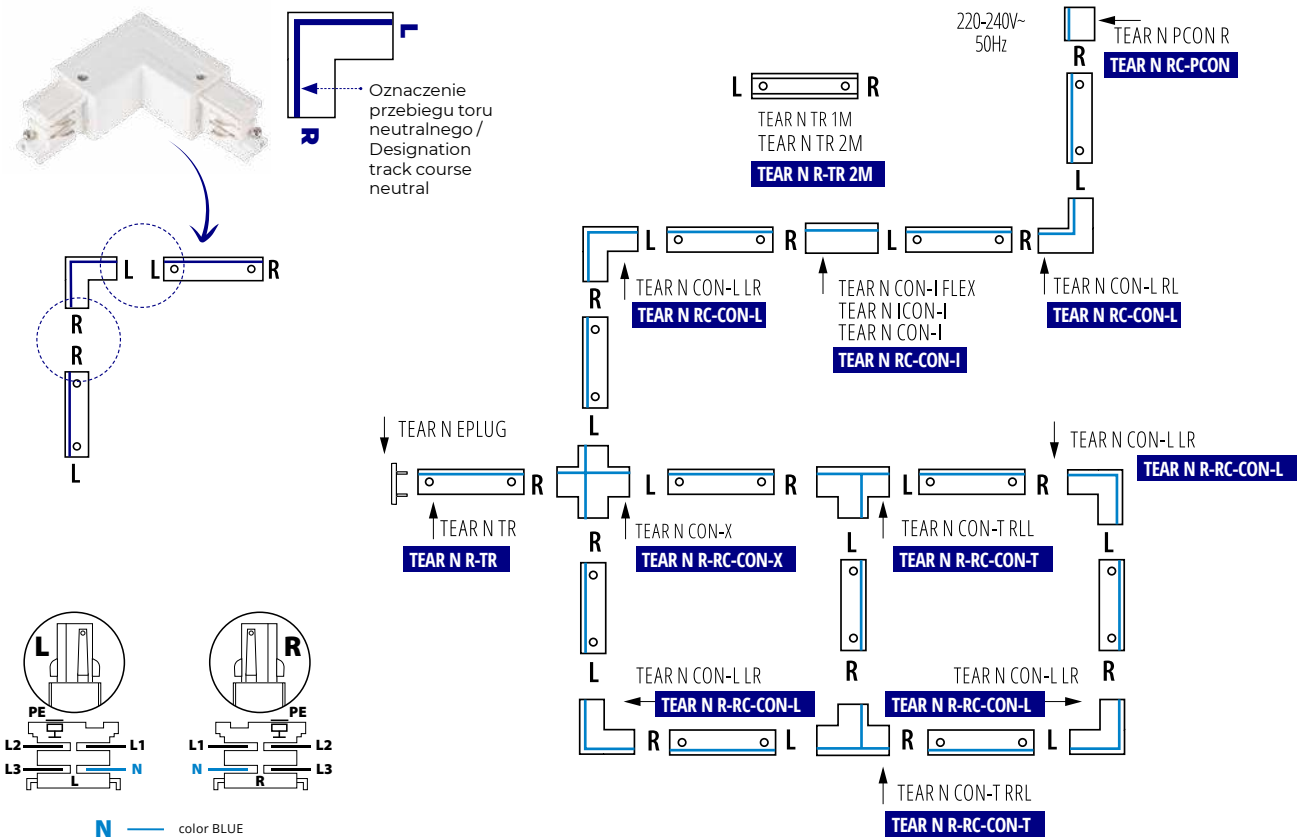 L
R
Oznaczenie
przebiegu toru
neutralnego /
Designation
track course
neutral
L
L
R
R
R
L
220-240V~
50Hz
TEAR N PCON R
TEAR N RC-PCON
R
L
L
R
TEAR N TR 1M
TEAR N TR 2M
TEAR N R-TR 2M
L
R
L
R
TEAR N CON-L LR
TEAR N RC-CON-L
TEAR N CON-I FLEX
TEAR N ICON-I
TEAR N CON-I
TEAR N RC-CON-I
TEAR N CON-L RL
TEAR N RC-CON-L
R
L
TEAR N EPLUG
R
L
R
L
R
TEAR N CON-L LR
TEAR N R-RC-CON-L
TEAR N TR
TEAR N R-TR
TEAR N CON-X
TEAR N R-RC-CON-X
TEAR N CON-T RLL
TEAR N R-RC-CON-T
R
L
L
L
R
R
TEAR N CON-L LR
TEAR N R-RC-CON-L
TEAR N CON-L LR
TEAR N R-RC-CON-L
R
L
R
L
TEAR N CON-T RRL
TEAR N R-RC-CON-T
L
PE
L2
L1
L3
N
L
R
PE
L1
L2
N
L3
R
N
color BLUE